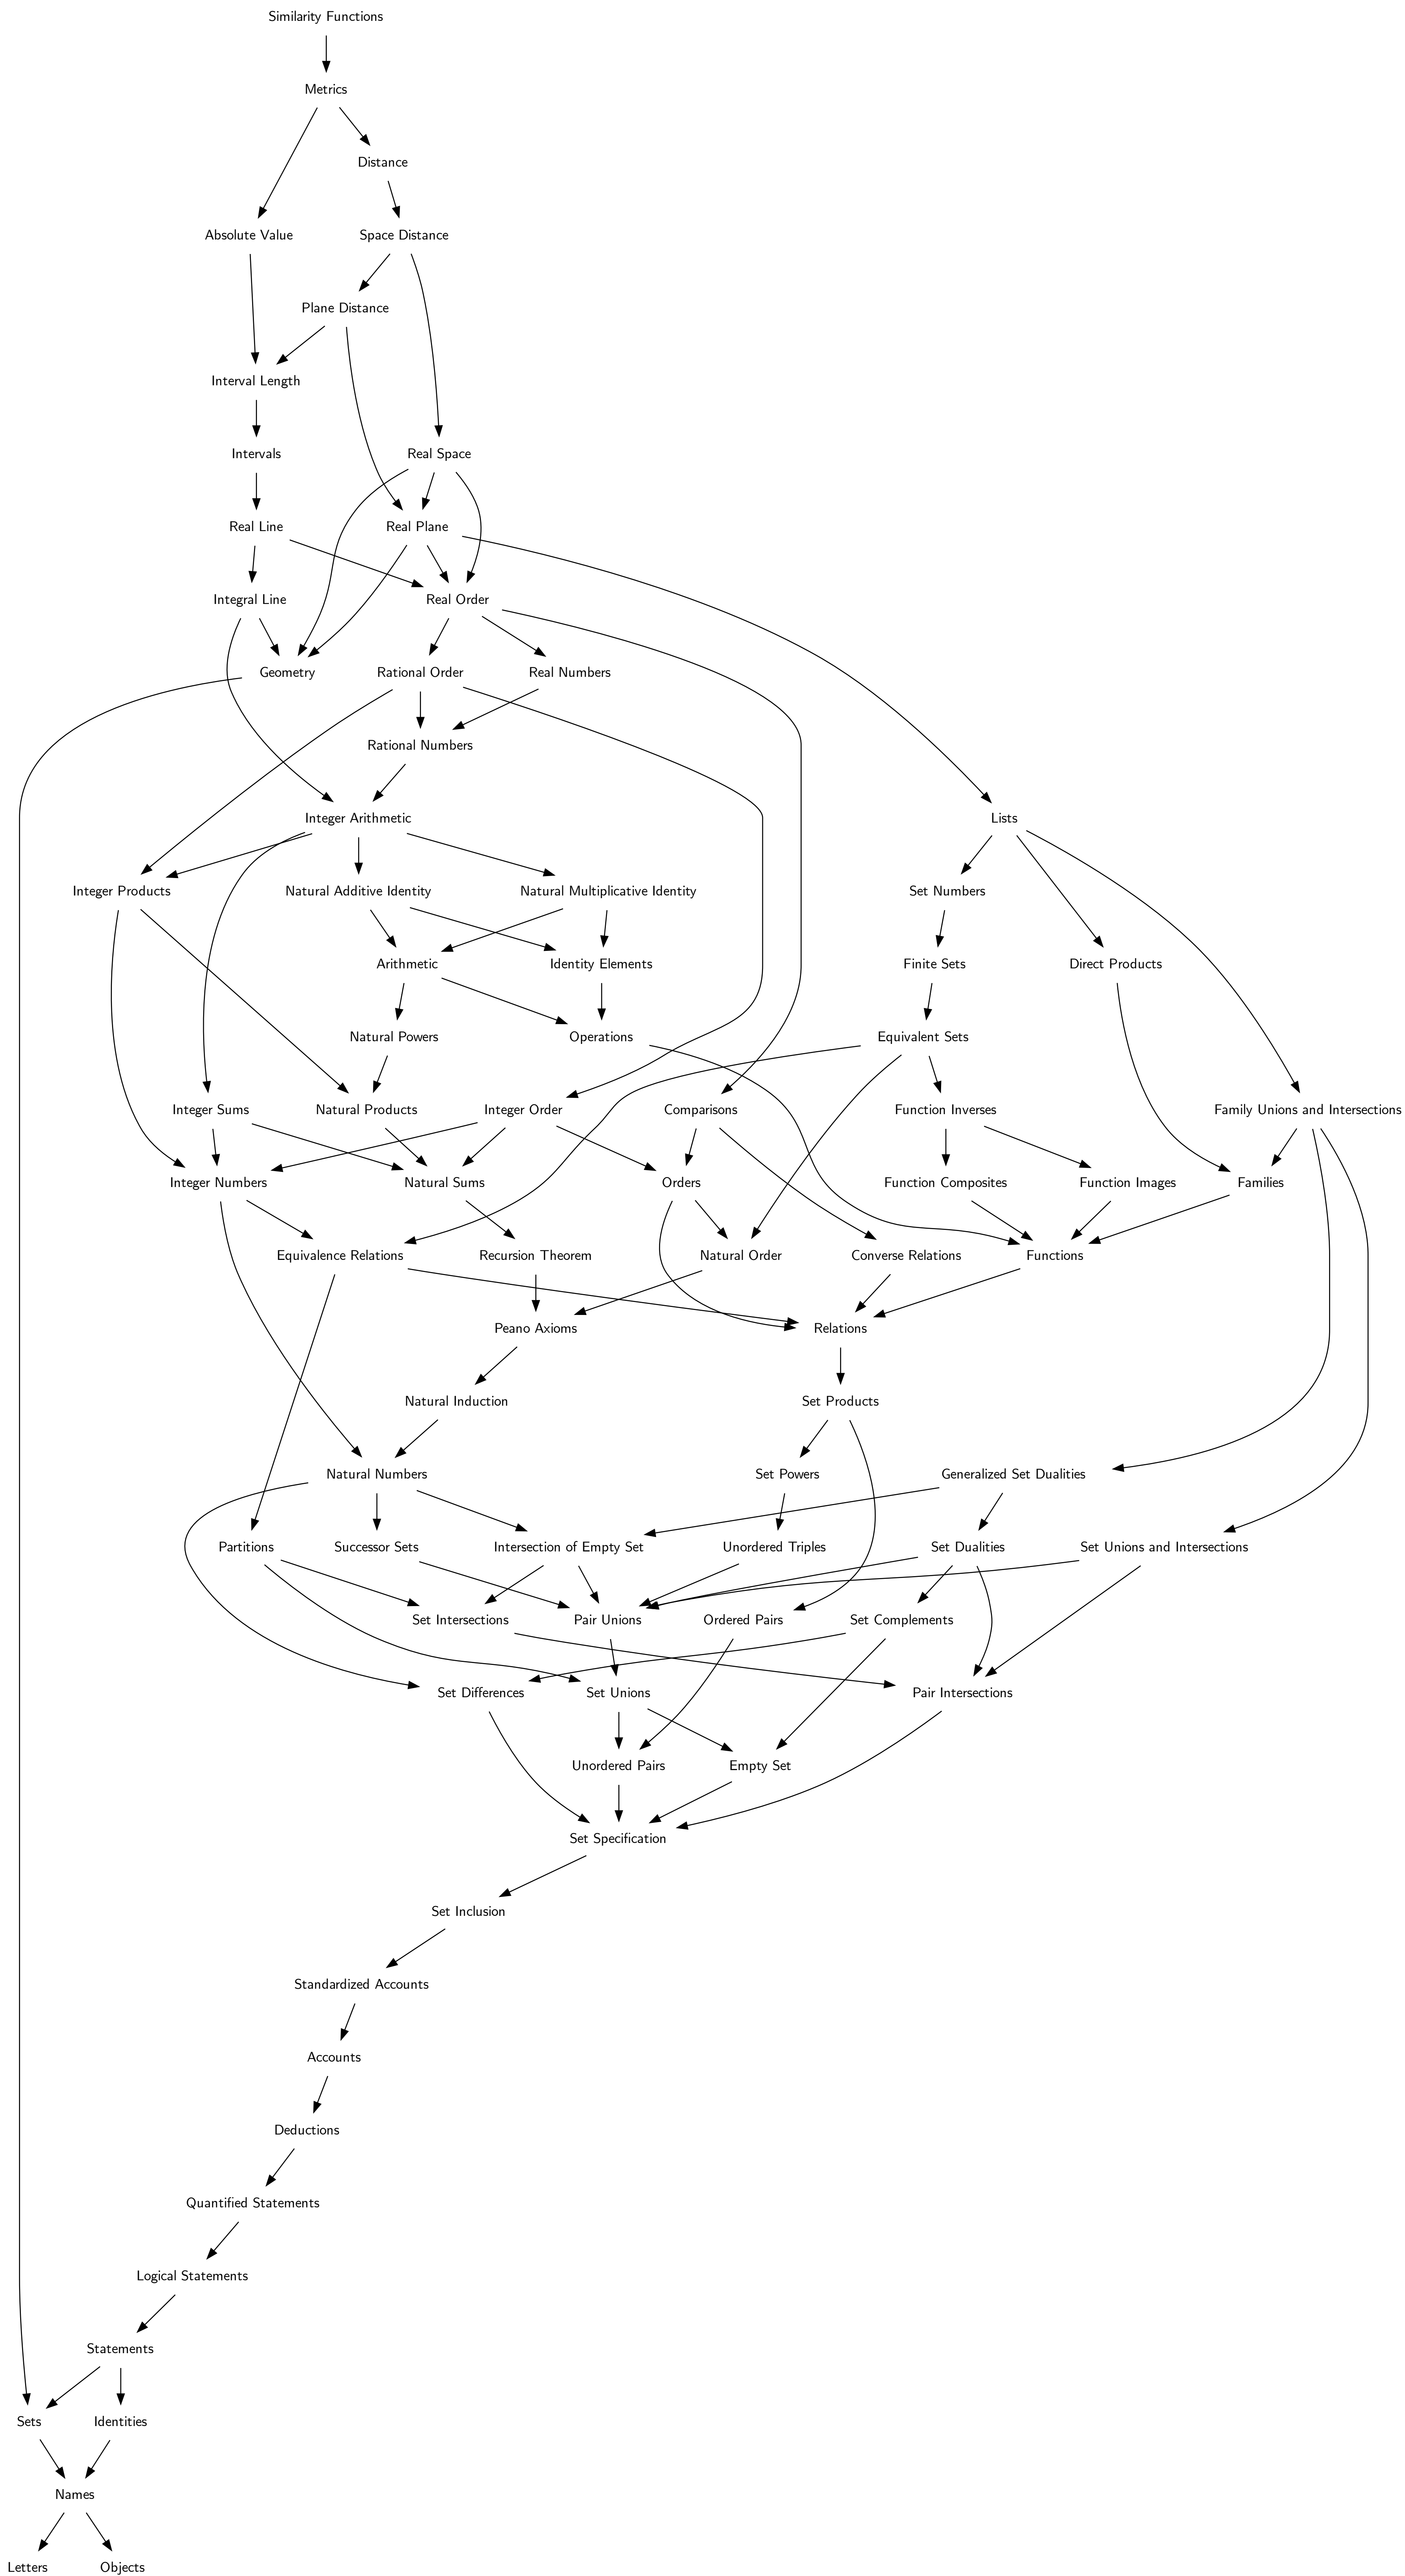 Similarity Functions
Metrics
Distance
Absolute Value
Space Distance
Plane Distance
Interval Length
Intervals
Real Space
Real Line
Real Plane
Integral Line
Real Order
Geometry
Rational Order
Real Numbers
Rational Numbers
Integer Arithmetic
Lists
Integer Products
Natural Additive Identity
Natural Multiplicative Identity
Set Numbers
Arithmetic
Identity Elements
Finite Sets
Direct Products
Natural Powers
Operations
Equivalent Sets
Integer Sums
Natural Products
Integer Order
Comparisons
Function Inverses
Family Unions and Intersections
Integer Numbers
Natural Sums
Orders
Function Composites
Function Images
Families
Equivalence Relations
Recursion Theorem
Natural Order
Converse Relations
Functions
Peano Axioms
Relations
Natural Induction
Set Products
Natural Numbers
Set Powers
Generalized Set Dualities
Partitions
Successor Sets
Intersection of Empty Set
Unordered Triples
Set Dualities
Set Unions and Intersections
Set Intersections
Pair Unions
Ordered Pairs
Set Complements
Set Differences
Set Unions
Pair Intersections
Unordered Pairs
Empty Set
Set Specification
Set Inclusion
Standardized Accounts
Accounts
Deductions
Quantified Statements
Logical Statements
Statements
Sets
Identities
Names
Letters
Objects